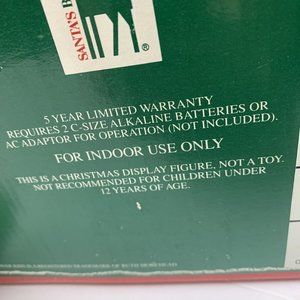 SANTA'S B
®
5 YEAR LIMITED WARRANTY
REQUIRES 2 C-SIZE ALKALINE BATTERIES OR
AC ADAPTOR FOR OPERATION (NOT INCLUDED).
FOR INDOOR USE ONLY
THIS IS A CHRISTMAS DISPLAY FIGURE, NOT A TOY.
NOT RECOMMENDED FOR CHILDREN UNDER
12 YEARS OF AGE.